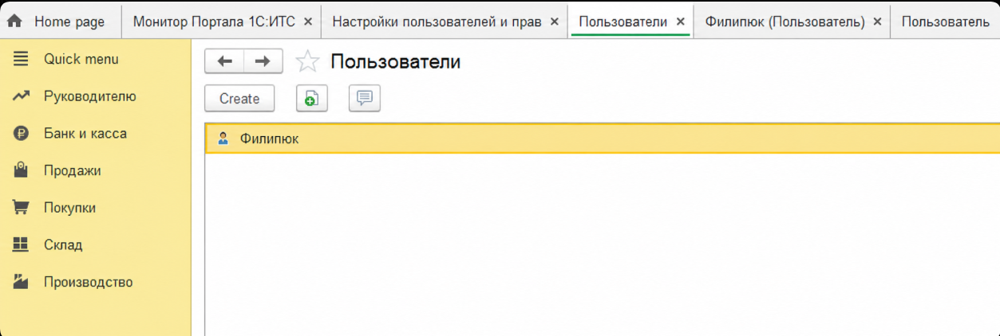 Home page Монитор Портала 1С:ИТС × Настройки пользователей и прав × Пользователи × Филипюк (Пользователь) × Пользователь
Quick menu
Руководителю
Банк и касса
Продажи
Покупки
Склад
Производство
Пользователи
Create
Филипюк